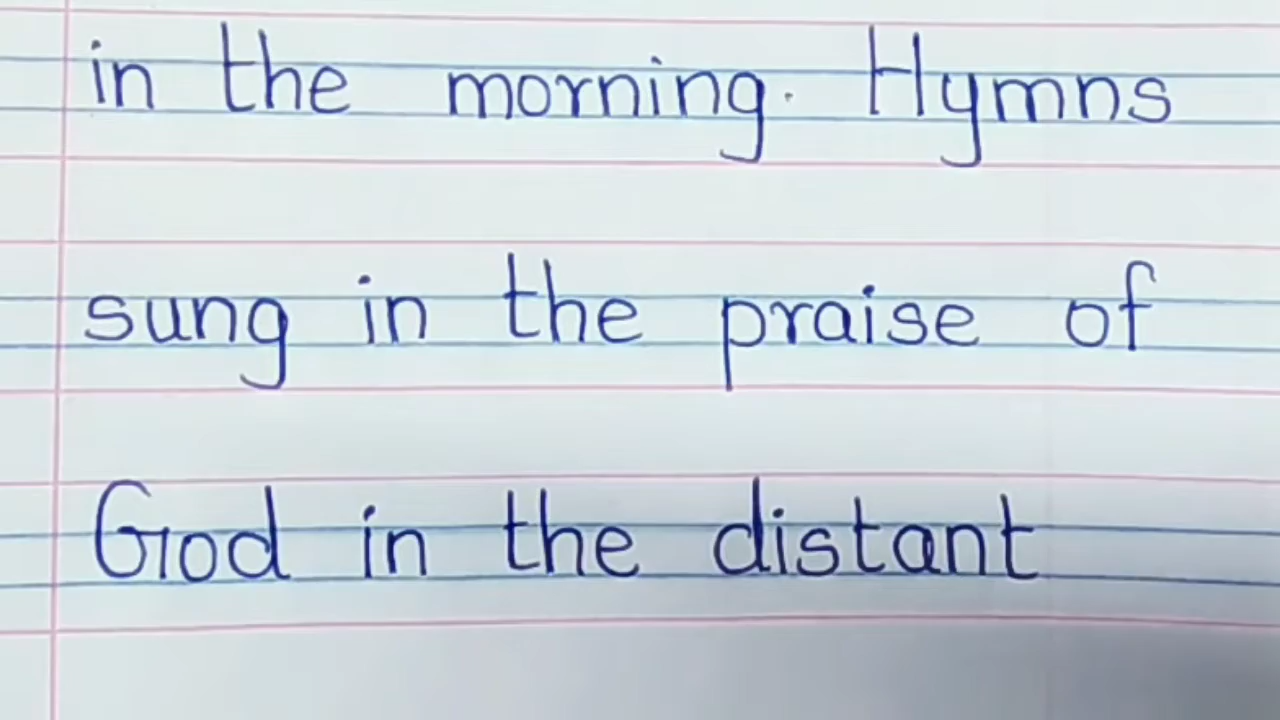 in the morning. Hymns
sung in the praise of
God in the distant